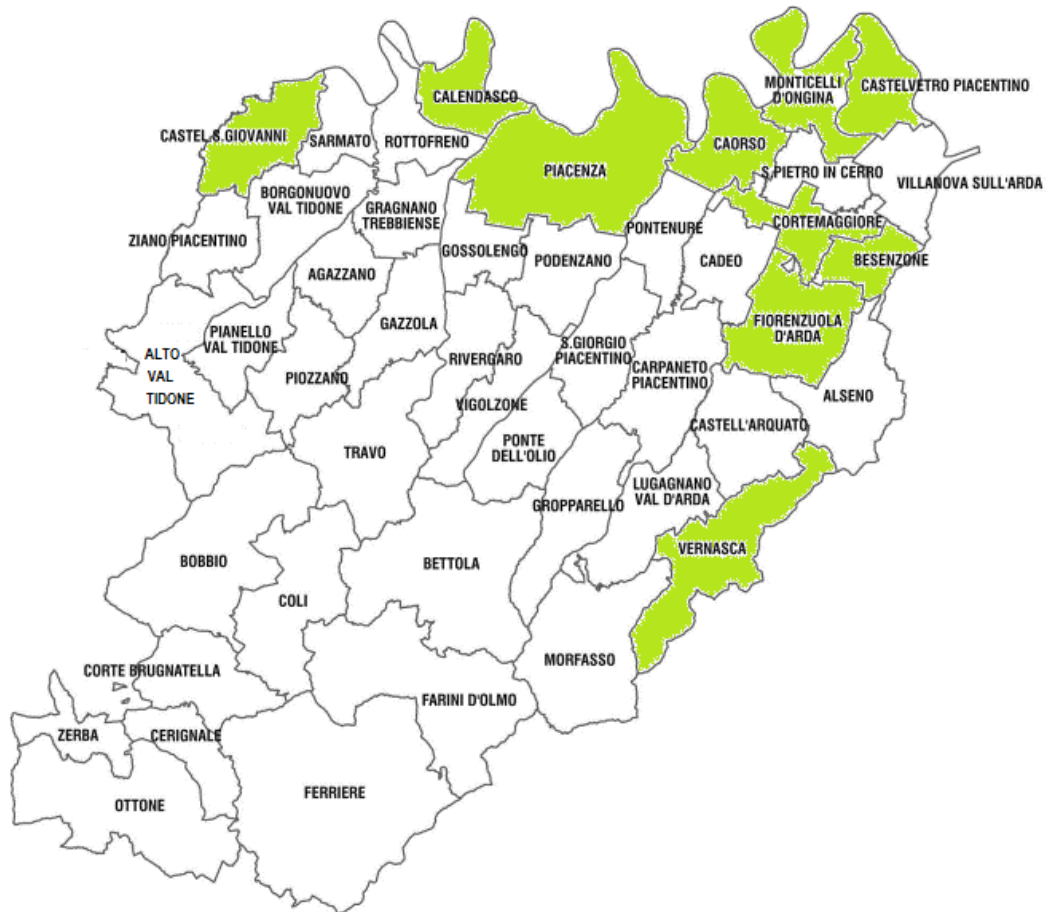 CALENDASCO
MONTICELLI
D'ONGINA
CASTELVETRO PIACENTINO
CASTEL S.GIOVANNI
SARMATO
ROTTOFRENO
CAORSO
PIACENZA
S.PIETRO IN CERRO
VILLANOVA SULL'ARDA
BORGONUOVO
VAL TIDONE
GRAGNANO
TREBBIENSE
ZIANO PIACENTINO
PONTENURE
CORTEMAGGIORE
GOSSOLENGO
PODENZANO
CADEO
BESENZONE
AGAZZANO
GAZZOLA
FIORENZUOLA
D'ARDA
PIANELLO
VAL TIDONE
ALTO
VAL
TIDONE
RIVERGARO
S.GIORGIO
PIACENTINO
CARPANETO
PIACENTINO
PIOZZANO
ALSENO
VIGOLZONE
CASTELL'ARQUATO
TRAVO
PONTE
DELL'OLIO
LUGAGNANO
VAL D'ARDA
GROPPARELLO
VERNASCA
BOBBIO
BETTOLA
COLI
MORFASSO
CORTE BRUGNATELLA
FARINI D'OLMO
ZERBA
CERIGNALE
FERRIERE
OTTONE